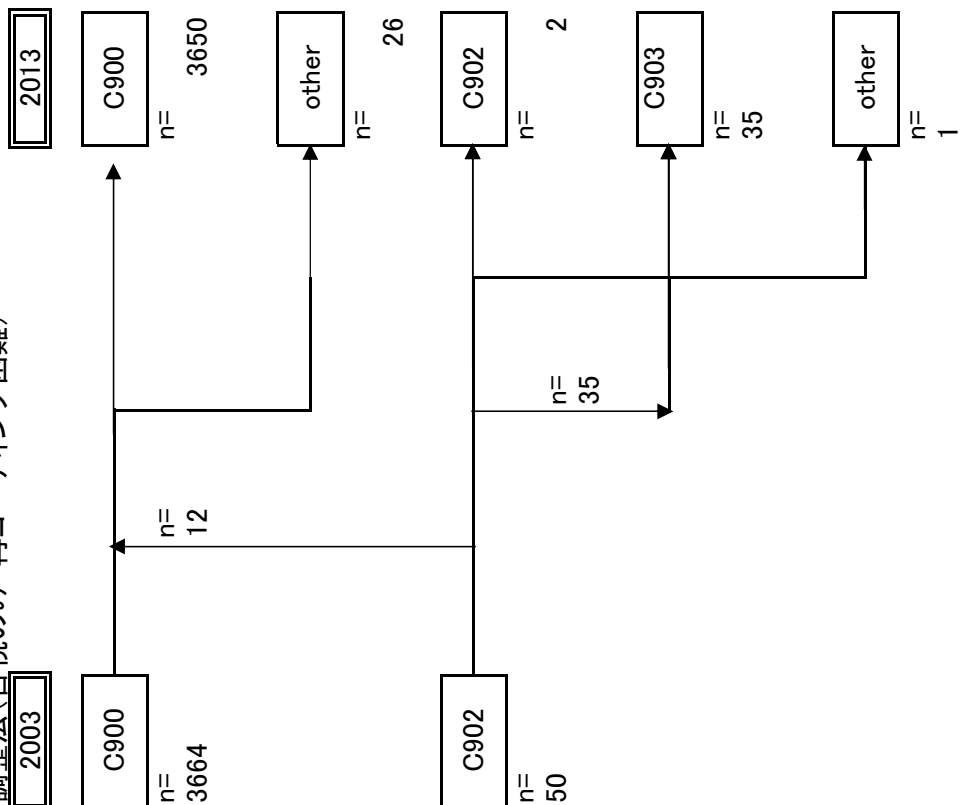 2003
2013
C900
n=
3664
n=
12
C900
n=
3650
other
n=
26
C902
n=
50
n=
35
C902
n=
2
C903
n=
35
other
n=
1